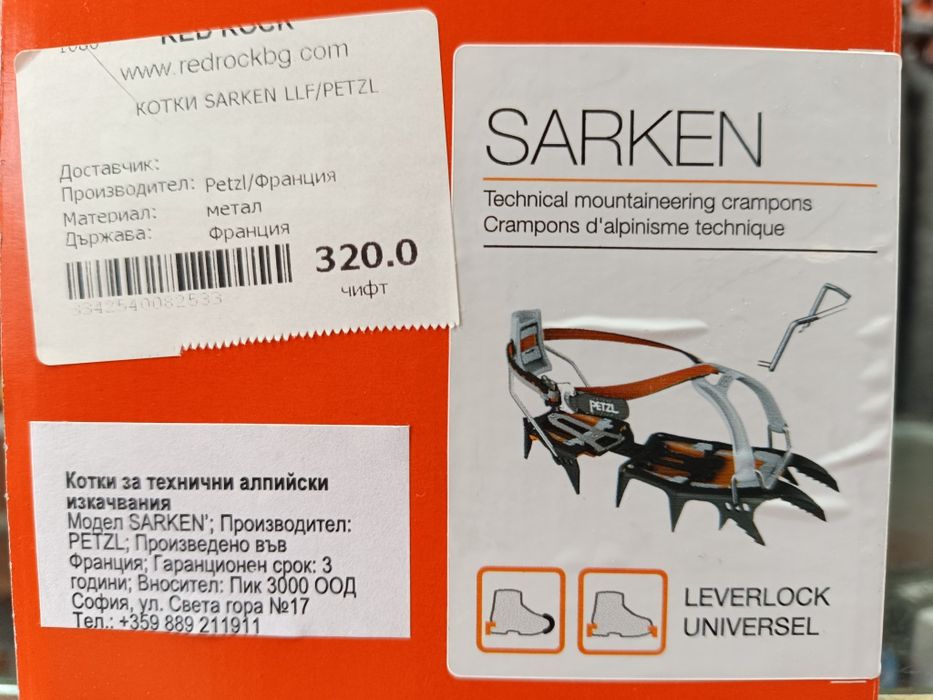 RED ROCK
www.redrockbg com
КОТКИ SARKEN LLF/PETZL
Доставчик:
Производител: Petzl/Франция
Материал: метал
Държава: Франция
320.0
3342540082533
чифт
Котки за технични алпийски
изкачвания
Модел SARKEN'; Производител:
PETZL; Произведено във
Франция; Гаранционен срок: 3
години; Вносител: Пик 3000 ООД
София, ул. Света гора №17
Тел.: +359 889 211911
SARKEN
Technical mountaineering crampons
Crampons d'alpinisme technique
PETZL
LEVERLOCK
UNIVERSEL